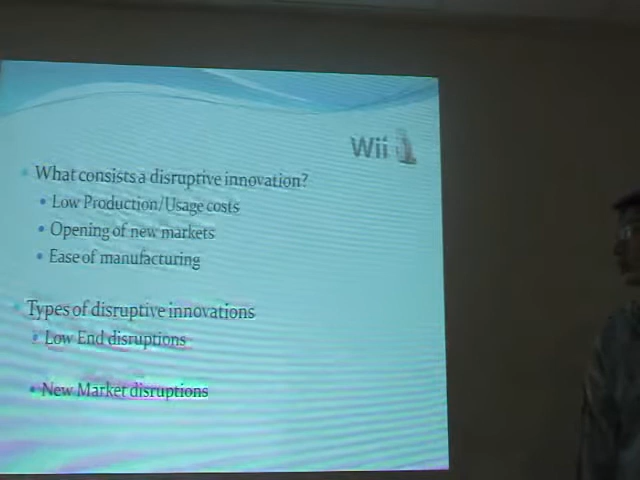 Wii
What consists a disruptive innovation?
Low Production/Usage costs
Opening of new markets
Ease of manufacturing
Types of disruptive innovations
Low End disruptions
New Market disruptions